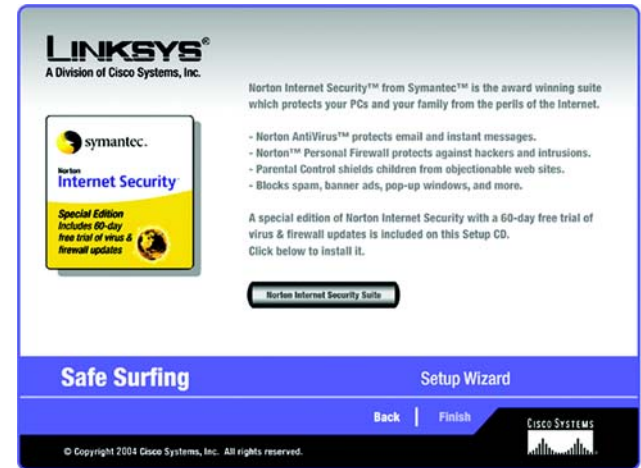 LINKSYS®
A Division of Cisco Systems, Inc.
symantec.
Norton
Internet Security
Special Edition
Includes 60-day
free trial of virus &
firewall updates
Norton Internet Security™ from Symantec™ is the award winning suite
which protects your PCs and your family from the perils of the Internet.
- Norton AntiVirus™ protects email and instant messages.
- Norton™ Personal Firewall protects against hackers and intrusions.
- Parental Control shields children from objectionable web sites.
- Blocks spam, banner ads, pop-up windows, and more.
A special edition of Norton Internet Security with a 60-day free trial of
virus & firewall updates is included on this Setup CD.
Click below to install it.
Norton Internet Security Suite
Safe Surfing
Setup Wizard
Back
Finish
CISCO SYSTEMS
© Copyright 2004 Cisco Systems, Inc. All rights reserved.